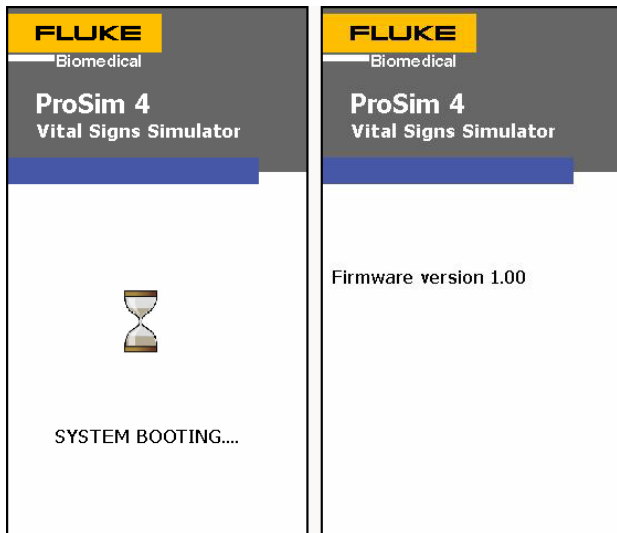 FLUKE
Biomedical
ProSim 4
Vital Signs Simulator
SYSTEM BOOTING....
FLUKE
Biomedical
ProSim 4
Vital Signs Simulator
Firmware version 1.00